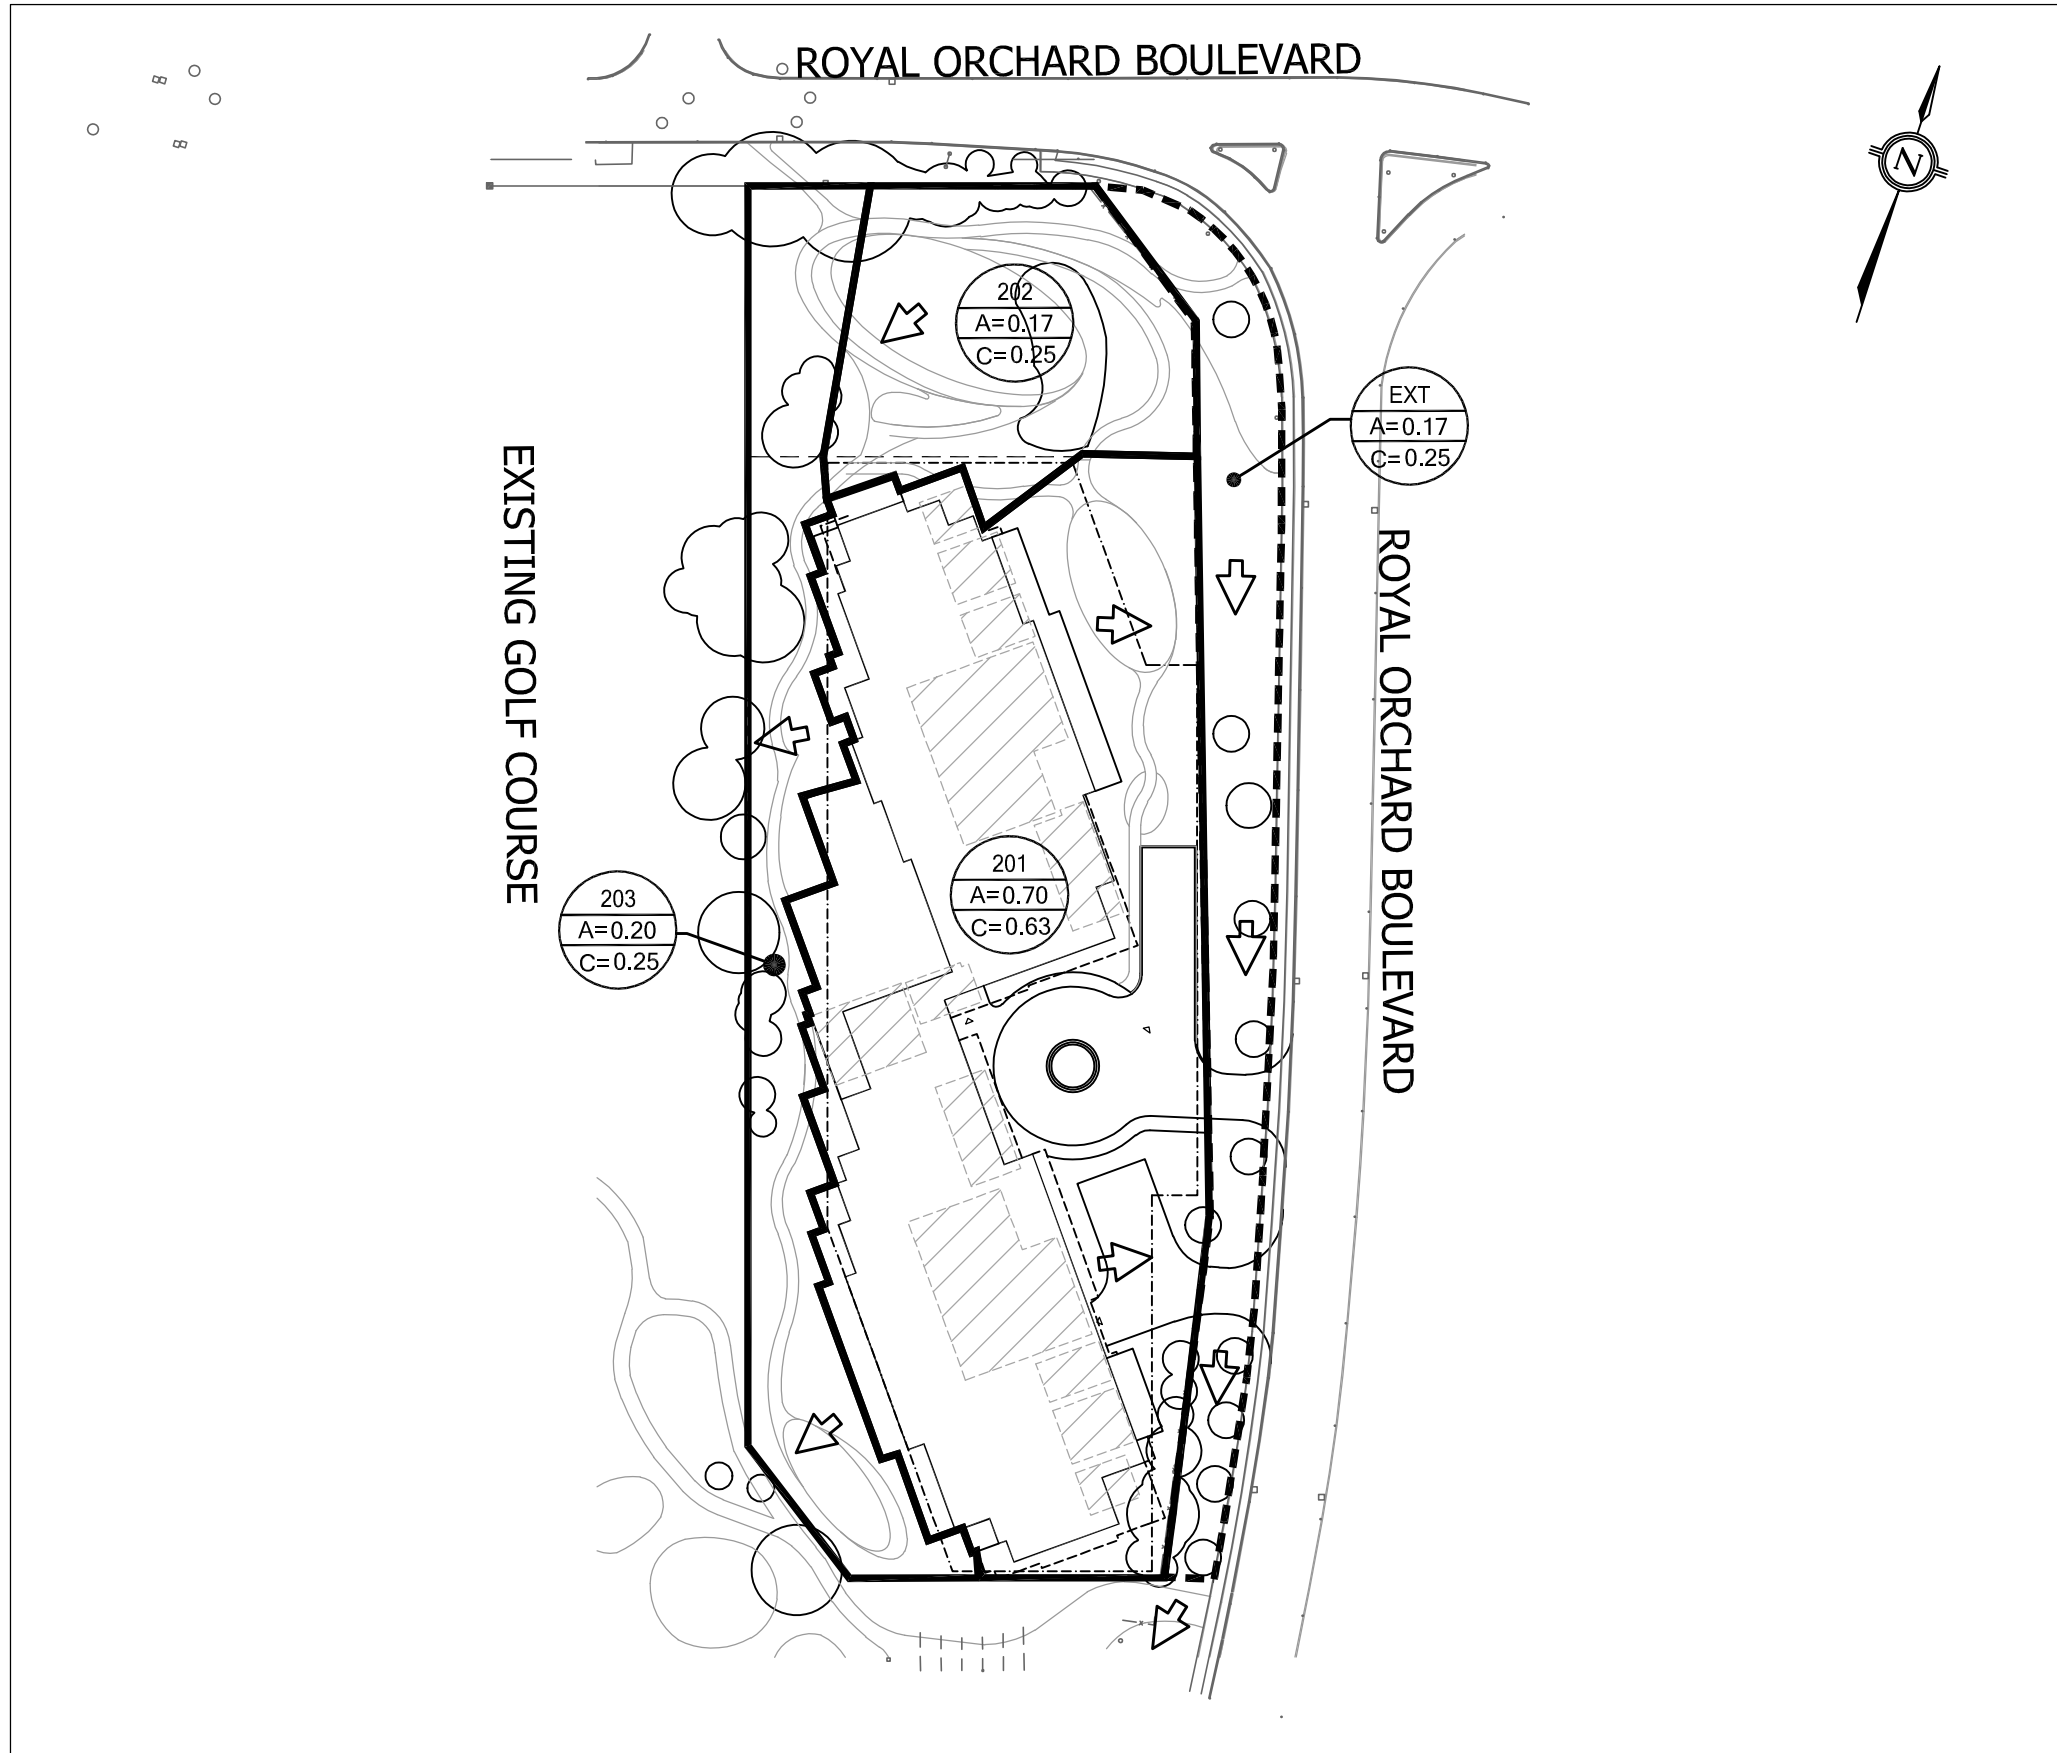 ROYAL ORCHARD BOULEVARD
N
202
A=0.17
C=0.25
EXT
A=0.17
C=0.25
EXISTING GOLF COURSE
ROYAL ORCHARD BOULEVARD
201
A=0.70
C=0.63
203
A=0.20
C=0.25